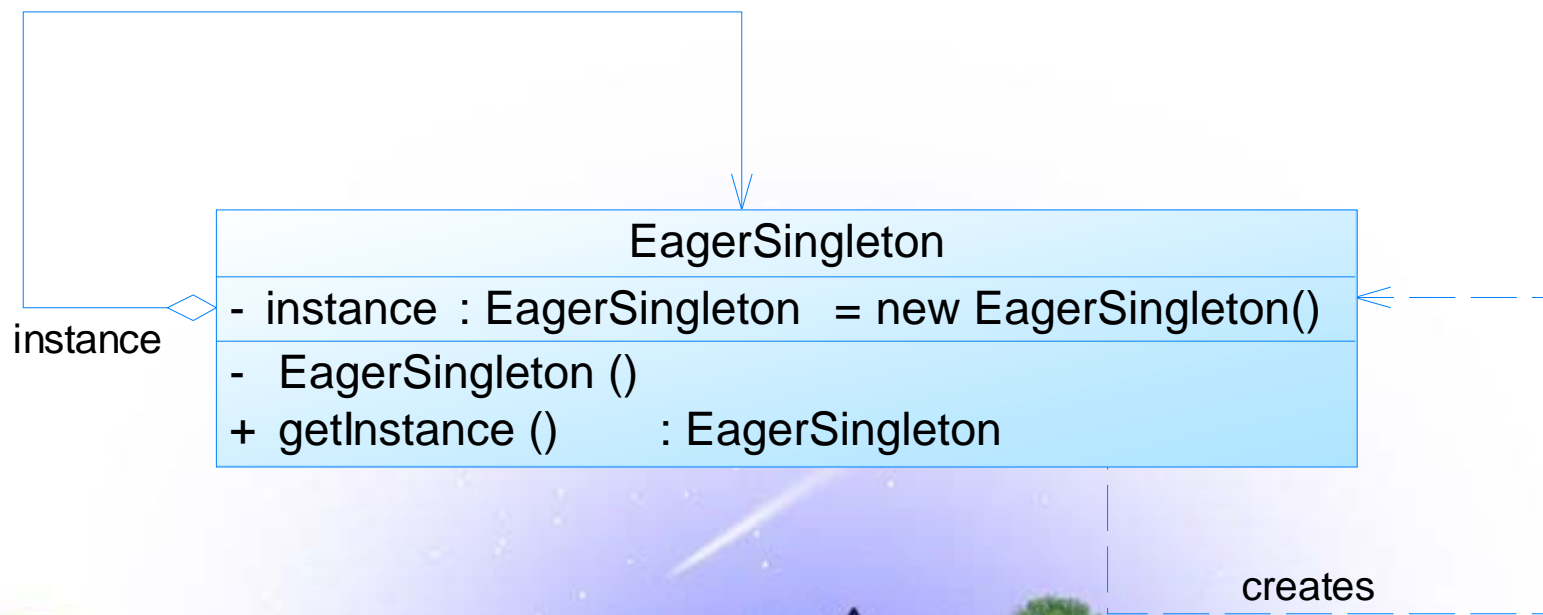 EagerSingleton
- instance : EagerSingleton = new EagerSingleton()
instance
- EagerSingleton ()
+ getInstance () : EagerSingleton
creates